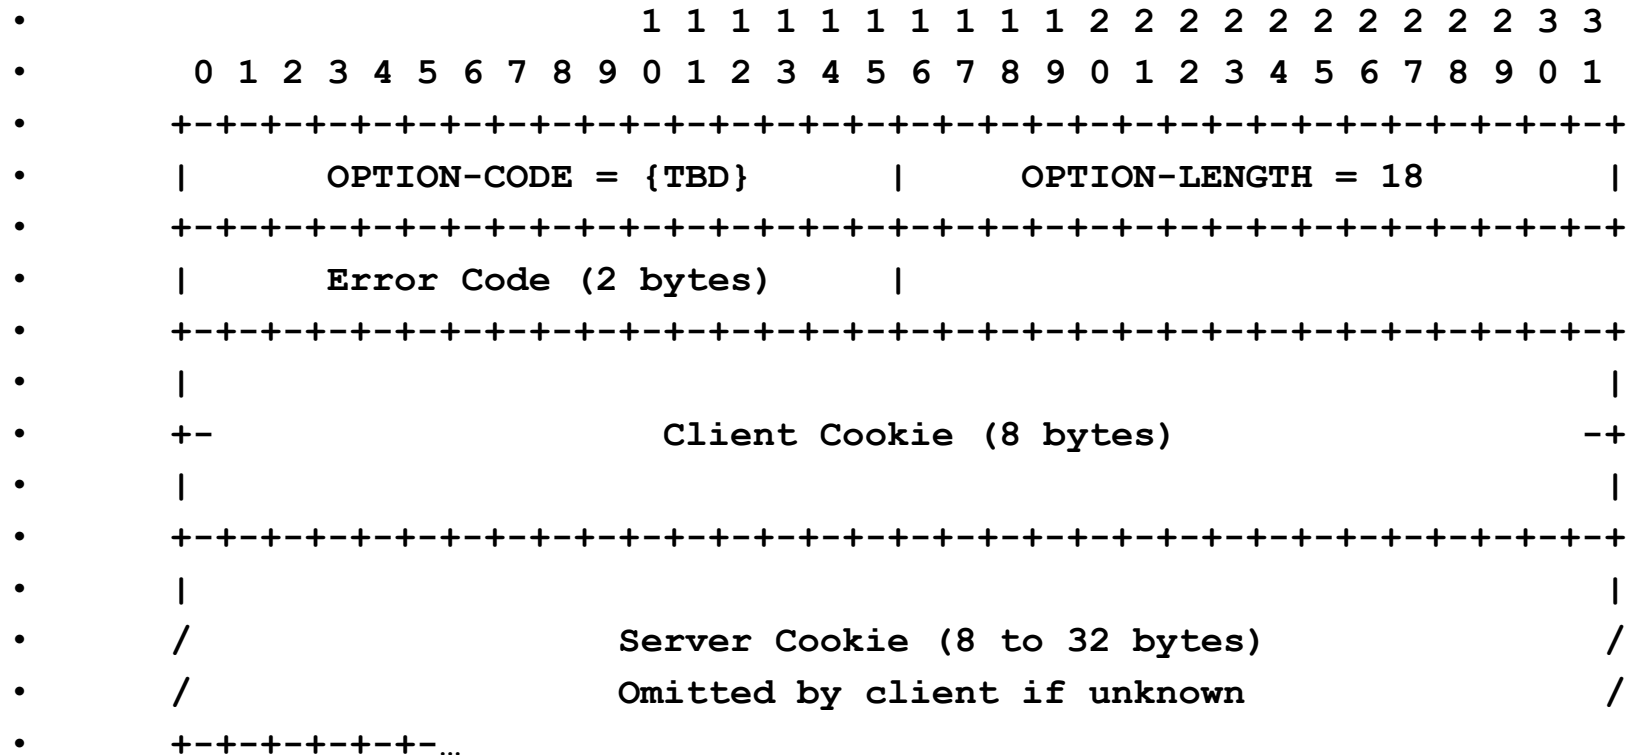 •                             1 1 1 1 1 1 1 1 1 1 2 2 2 2 2 2 2 2 2 2 3 3
•         0 1 2 3 4 5 6 7 8 9 0 1 2 3 4 5 6 7 8 9 0 1 2 3 4 5 6 7 8 9 0 1
•        +-+-+-+-+-+-+-+-+-+-+-+-+-+-+-+-+-+-+-+-+-+-+-+-+-+-+-+-+-+-+-+-+
•        |      OPTION-CODE = {TBD}      |     OPTION-LENGTH = 18        |
•        +-+-+-+-+-+-+-+-+-+-+-+-+-+-+-+-+-+-+-+-+-+-+-+-+-+-+-+-+-+-+-+-+
•        |      Error Code (2 bytes)     |
•        +-+-+-+-+-+-+-+-+-+-+-+-+-+-+-+-+-+-+-+-+-+-+-+-+-+-+-+-+-+-+-+-+
•        |                                                               |
•        +-                    Client Cookie (8 bytes)                  -+
•        |                                                               |
•        +-+-+-+-+-+-+-+-+-+-+-+-+-+-+-+-+-+-+-+-+-+-+-+-+-+-+-+-+-+-+-+-+
•        |                                                               |
•        /                   Server Cookie (8 to 32 bytes)               /
•        /                   Omitted by client if unknown                /
•        +-+-+-+-+-+-…